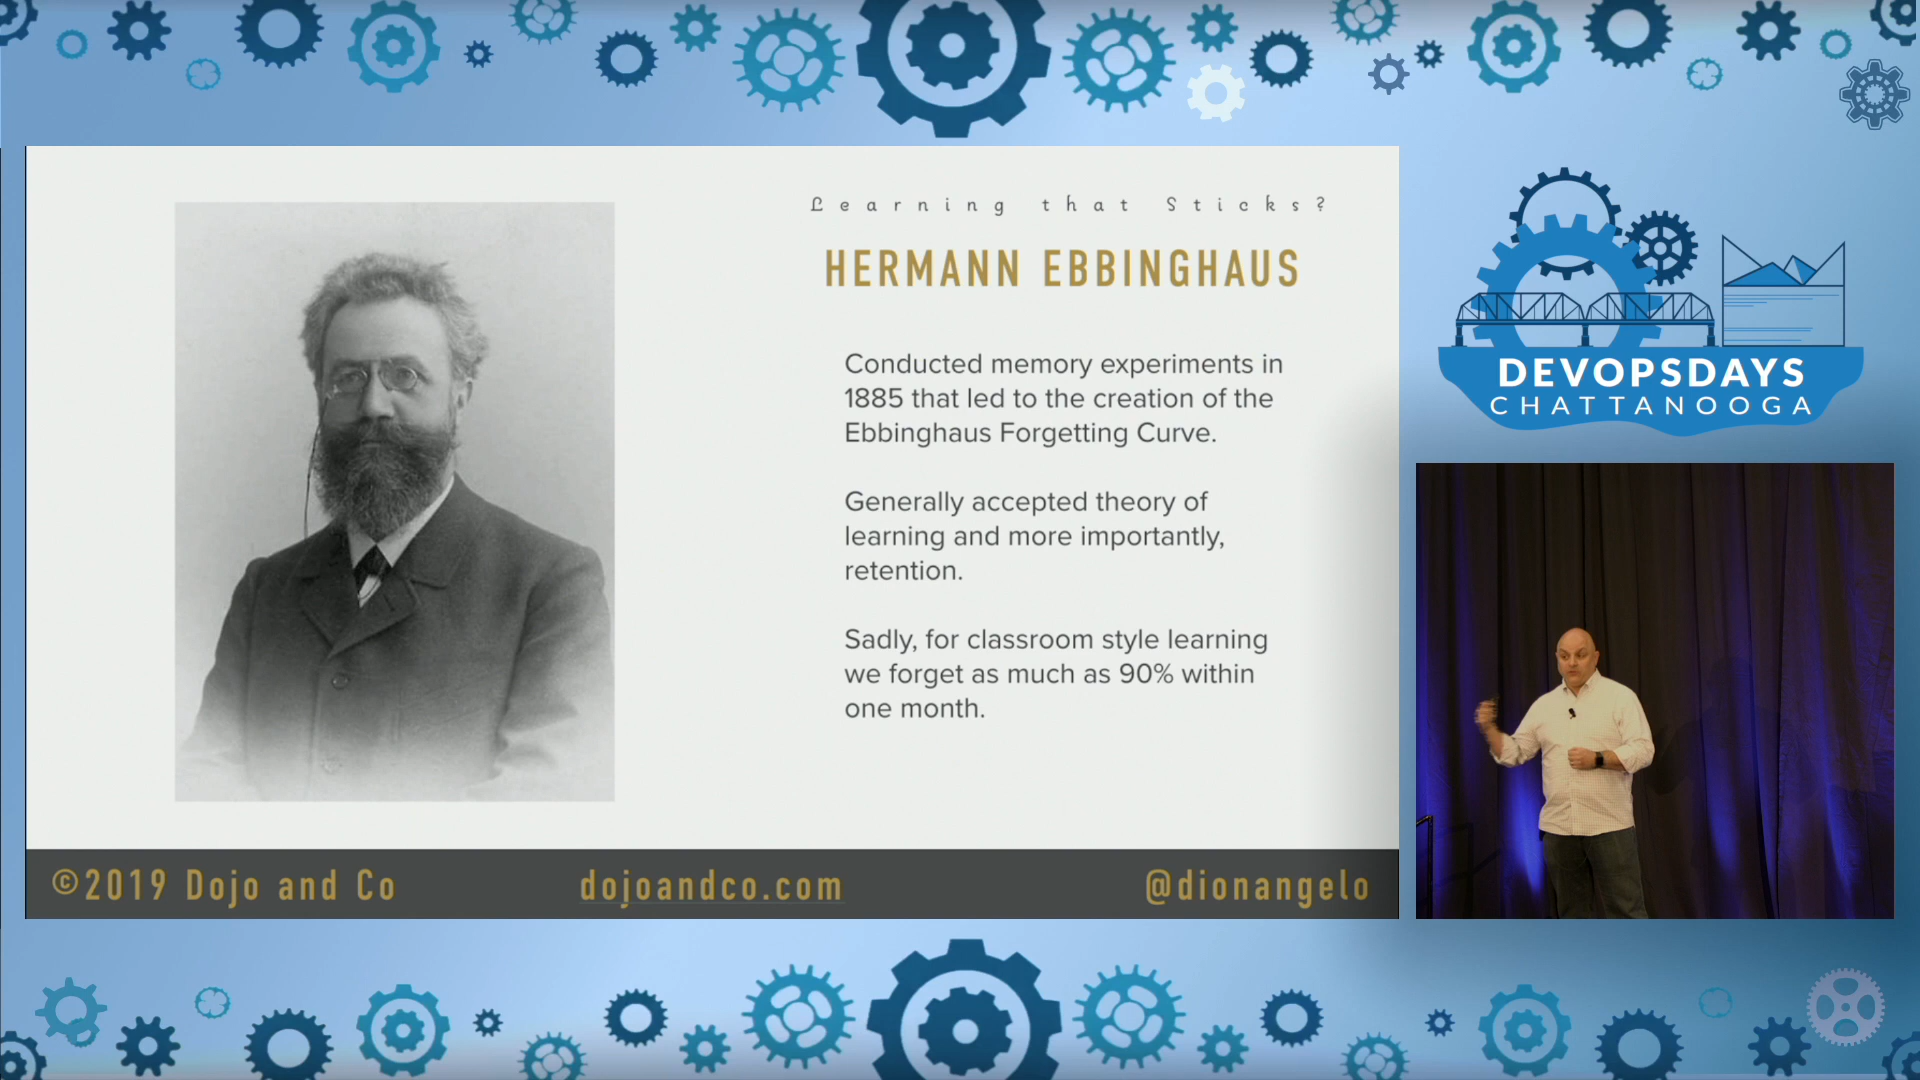 Learning that Sticks?
HERMANN EBBINGHAUS
Conducted memory experiments in
1885 that led to the creation of the
Ebbinghaus Forgetting Curve.
Generally accepted theory of
learning and more importantly,
retention.
Sadly, for classroom style learning
we forget as much as 90% within
one month.
©2019 Dojo and Co
dojoandco.com
@dionangelo
DEVOPSDAYS
CHATTANOOGA